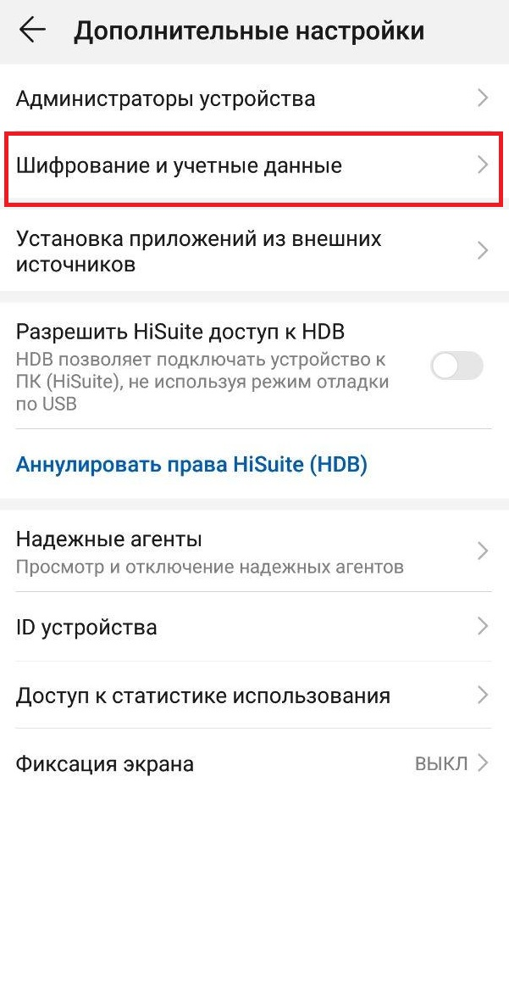 Дополнительные настройки
Администраторы устройства
Шифрование и учетные данные
Установка приложений из внешних
источников
Разрешить HiSuite доступ к HDB
HDB позволяет подключать устройство к
ПК (HiSuite), не используя режим отладки
по USB
Аннулировать права HiSuite (HDB)
Надежные агенты
Просмотр и отключение надежных агентов
ID устройства
Доступ к статистике использования
Фиксация экрана ВЫКЛ